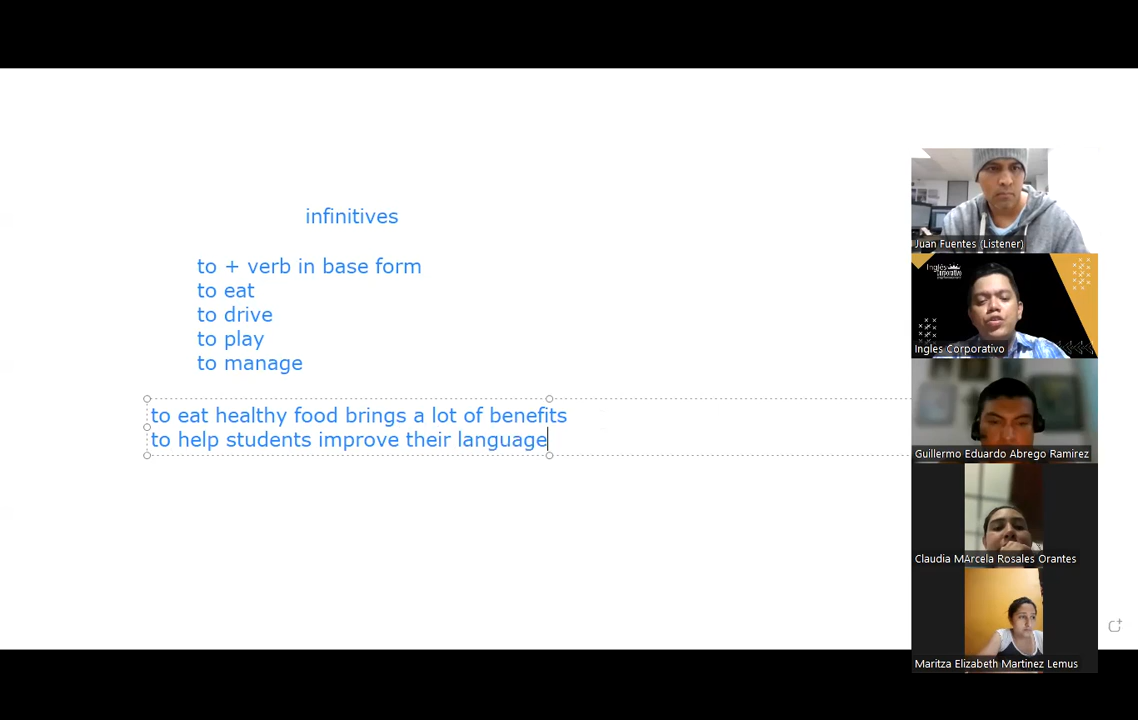 infinitives
to + verb in base form
to eat
to drive
to play
to manage
to eat healthy food brings a lot of benefits
to help students improve their language
Juan Fuentes (Listener)
Inglés
Corporativo
Ingles Corporativo
Guillermo Eduardo Abrego Ramirez
Claudia MArcela Rosales Orantes
Maritza Elizabeth Martinez Lemus